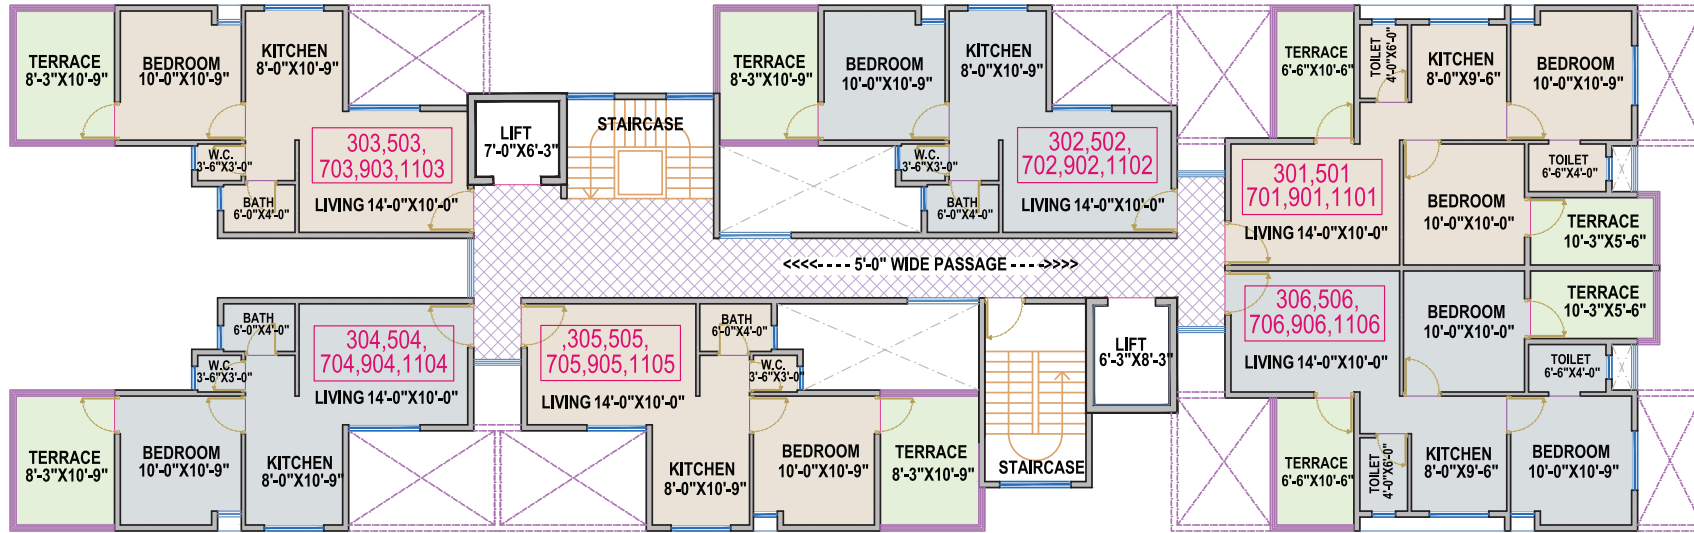 TERRACE
8'-3"X10'-9"
BEDROOM
10'-0"X10'-9"
KITCHEN
8'-0"X10'-9"
303,503,
703,903,1103
W.C.
3'-6"X3'-0"
BATH
6'-0"X4'-0"
LIVING 14'-0"X10'-0"
LIFT
7'-0"X6'-3"
STAIRCASE
TERRACE
8'-3"X10'-9"
BEDROOM
10'-0"X10'-9"
KITCHEN
8'-0"X10'-9"
302,502,
702,902,1102
W.C.
3'-6"X3'-0"
BATH
6'-0"X4'-0"
LIVING 14'-0"X10'-0"
TERRACE
6'-6"X10'-6"
TOILET
4'-0"X6'-0"
KITCHEN
8'-0"X9'-6"
BEDROOM
10'-0"X10'-9"
301,501
701,901,1101
TOILET
6'-6"X4'-0"
BEDROOM
10'-0"X10'-0"
TERRACE
10'-3"X5'-6"
LIVING 14'-0"X10'-0"
<<<<---- 5'-0" WIDE PASSAGE ---->>>>
BATH
6'-0"X4'-0"
304,504,
704,904,1104
W.C.
3'-6"X3'-0"
LIVING 14'-0"X10'-0"
TERRACE
8'-3"X10'-9"
BEDROOM
10'-0"X10'-9"
KITCHEN
8'-0"X10'-9"
,305,505,
705,905,1105
BATH
6'-0"X4'-0"
W.C.
3'-6"X3'-0"
LIVING 14'-0"X10'-0"
KITCHEN
8'-0"X10'-9"
BEDROOM
10'-0"X10'-9"
TERRACE
8'-3"X10'-9"
STAIRCASE
LIFT
6'-3"X8'-3"
306,506,
706,906,1106
BEDROOM
10'-0"X10'-0"
TERRACE
10'-3"X5'-6"
LIVING 14'-0"X10'-0"
TOILET
6'-6"X4'-0"
TERRACE
6'-6"X10'-6"
TOILET
4'-0"X6'-0"
KITCHEN
8'-0"X9'-6"
BEDROOM
10'-0"X10'-9"